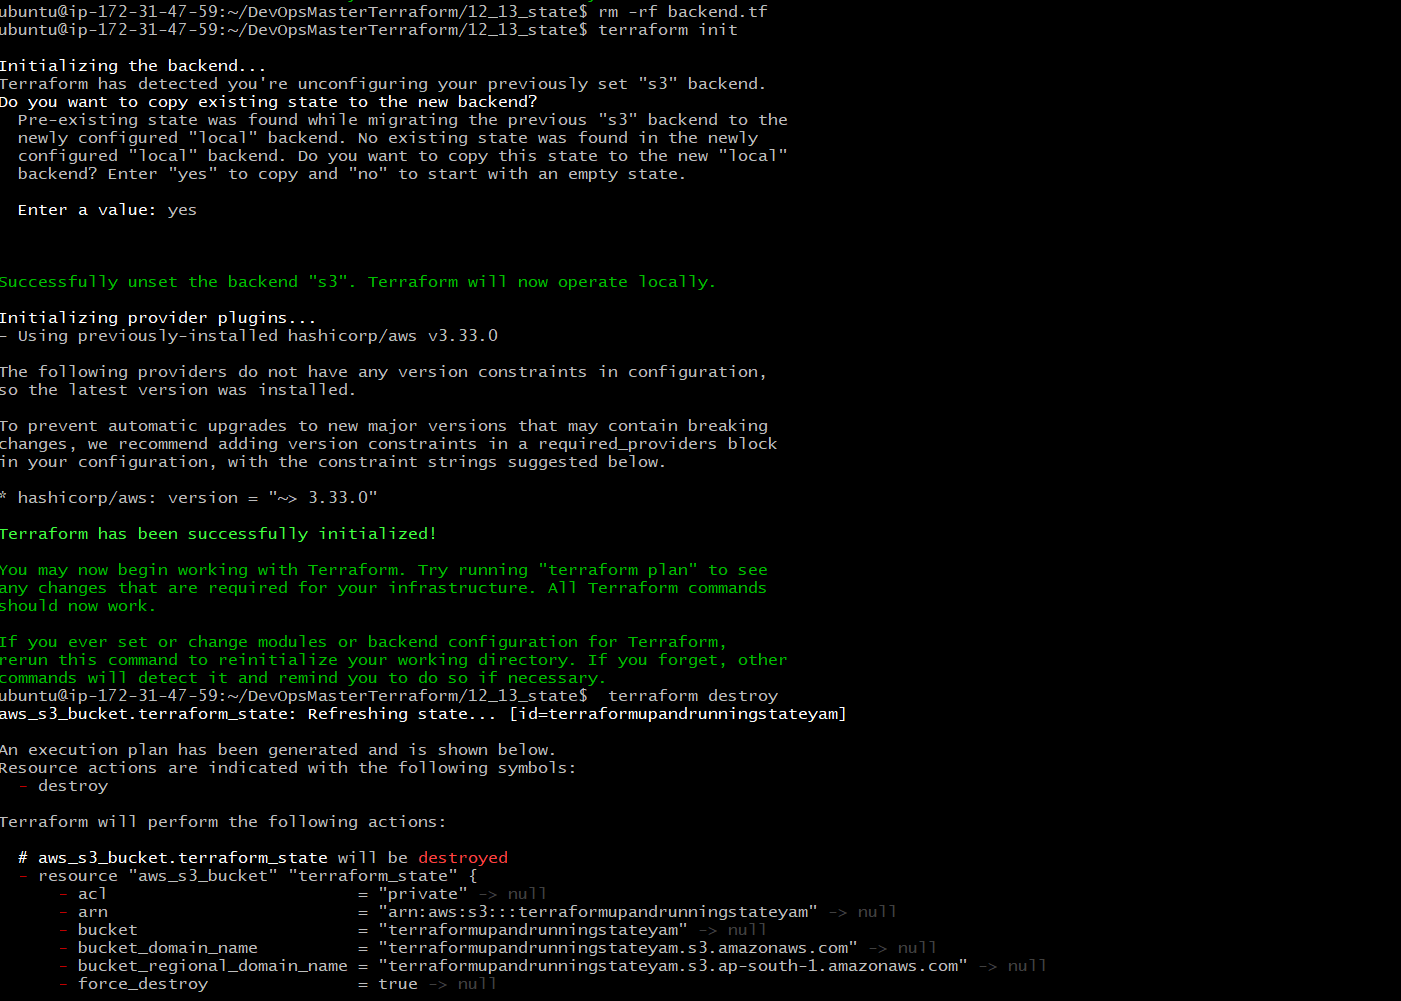 ubuntu@ip-172-31-47-59:~/DevOpsMasterTerraform/12_13_state$ rm -rf backend.tf
ubuntu@ip-172-31-47-59:~/DevOpsMasterTerraform/12_13_state$ terraform init
Initializing the backend...
Terraform has detected you're unconfiguring your previously set "s3" backend.
Do you want to copy existing state to the new backend?
Pre-existing state was found while migrating the previous "s3" backend to the
newly configured "local" backend. No existing state was found in the newly
configured "local" backend. Do you want to copy this state to the new "local"
backend? Enter "yes" to copy and "no" to start with an empty state.
Enter a value: yes
Successfully unset the backend "s3". Terraform will now operate locally.
Initializing provider plugins...
- Using previously-installed hashicorp/aws v3.33.0
The following providers do not have any version constraints in configuration,
so the latest version was installed.
To prevent automatic upgrades to new major versions that may contain breaking
changes, we recommend adding version constraints in a required_providers block
in your configuration, with the constraint strings suggested below.
* hashicorp/aws: version = "~> 3.33.0"
Terraform has been successfully initialized!
You may now begin working with Terraform. Try running "terraform plan" to see
any changes that are required for your infrastructure. All Terraform commands
should now work.
If you ever set or change modules or backend configuration for Terraform,
rerun this command to reinitialize your working directory. If you forget, other
commands will detect it and remind you to do so if necessary.
ubuntu@ip-172-31-47-59:~/DevOpsMasterTerraform/12_13_state$  terraform destroy
aws_s3_bucket.terraform_state: Refreshing state... [id=terraformupandrunningstateyam]
An execution plan has been generated and is shown below.
Resource actions are indicated with the following symbols:
- destroy
Terraform will perform the following actions:
# aws_s3_bucket.terraform_state will be destroyed
- resource "aws_s3_bucket" "terraform_state" {
- acl = "private" -> null
- arn = "arn:aws:s3:::terraformupandrunningstateyam" -> null
- bucket = "terraformupandrunningstateyam" -> null
- bucket_domain_name = "terraformupandrunningstateyam.s3.amazonaws.com" -> null
- bucket_regional_domain_name = "terraformupandrunningstateyam.s3.ap-south-1.amazonaws.com" -> null
- force_destroy = true -> null